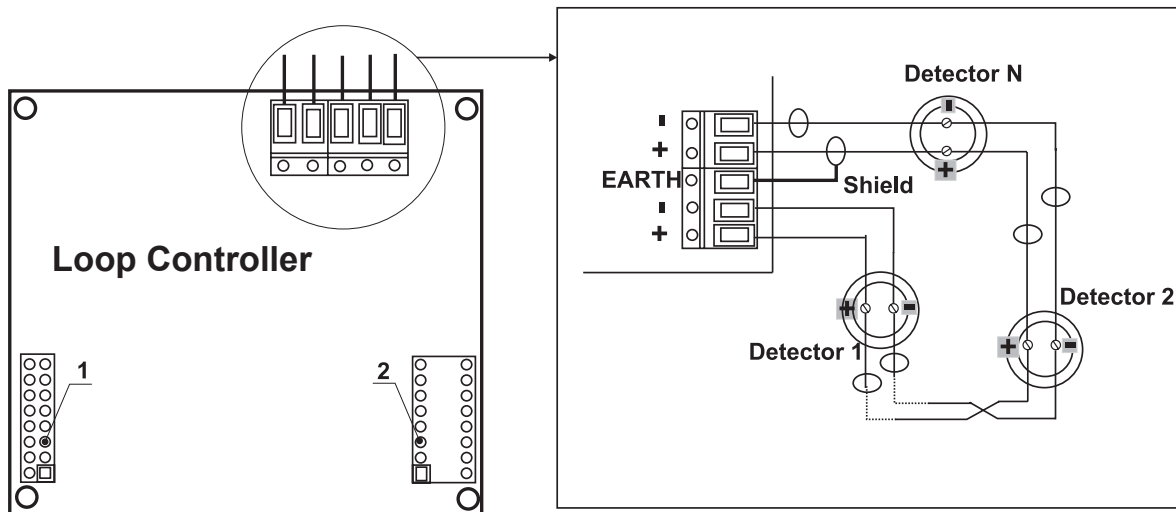 Loop Controller
1
2
Detector N
-
+
-
+
EARTH
Shield
-
+
+
-
Detector 1
Detector 2
+
-